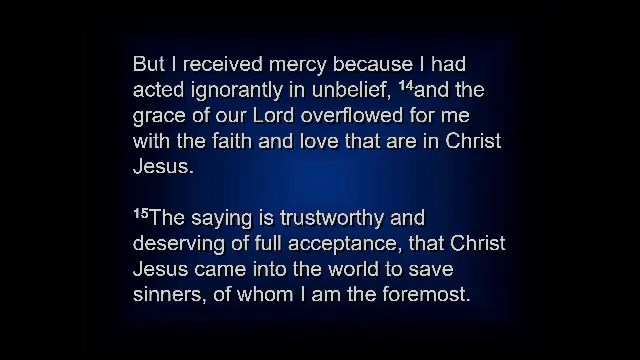 But I received mercy because I had
acted ignorantly in unbelief, ¹⁴and the
grace of our Lord overflowed for me
with the faith and love that are in Christ
Jesus.
¹⁵The saying is trustworthy and
deserving of full acceptance, that Christ
Jesus came into the world to save
sinners, of whom I am the foremost.